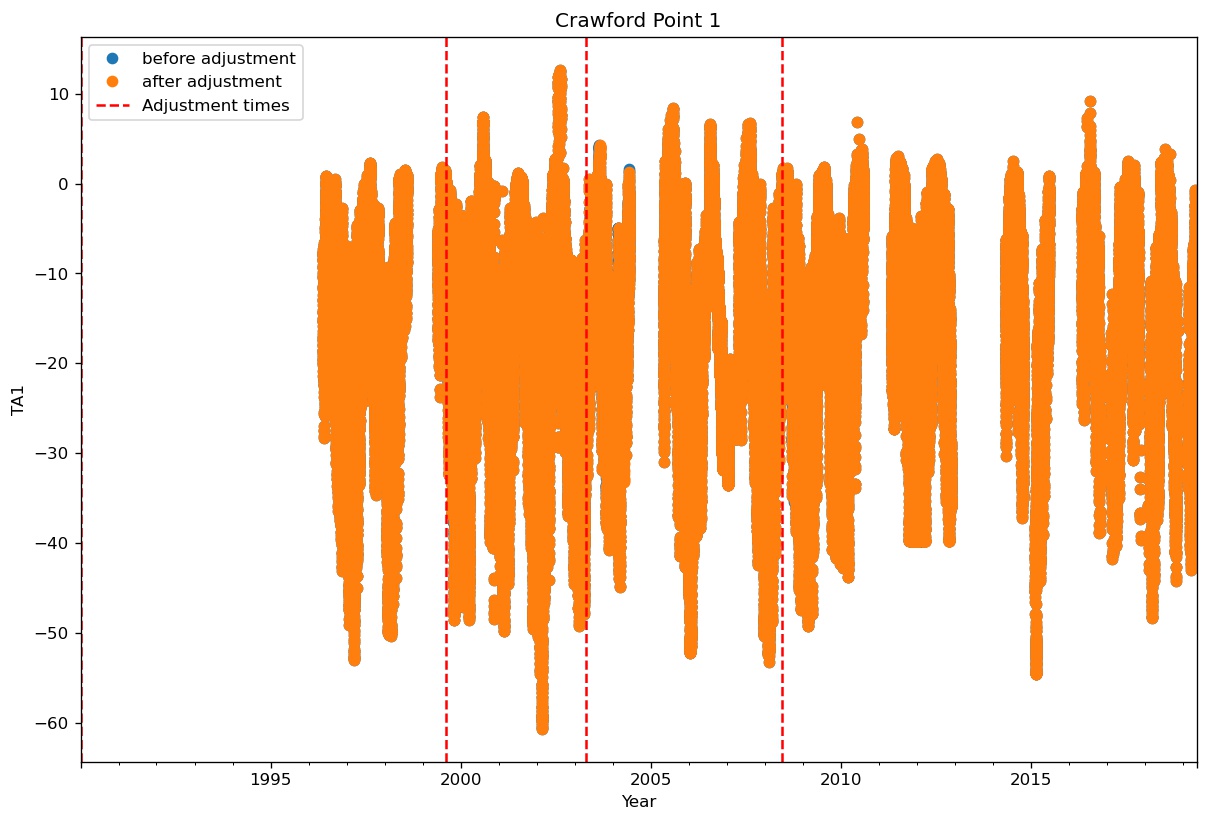 Crawford Point 1
before adjustment
after adjustment
Adjustment times
10
0
−10
−20
−30
−40
−50
−60
TA1
1995
2000
2005
2010
2015
Year